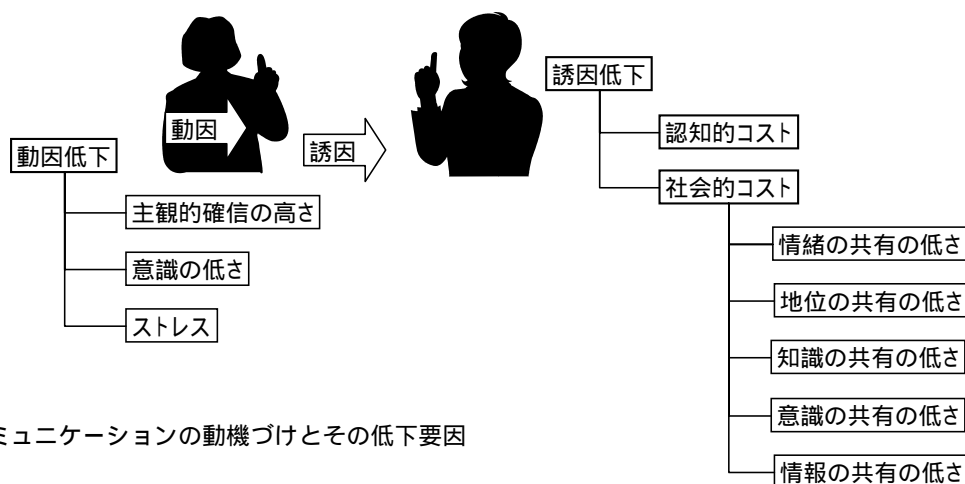 動因
誘因
動因低下
主観的確信の高さ
意識の低さ
ストレス
誘因低下
認知的コスト
社会的コスト
情緒の共有の低さ
地位の共有の低さ
知識の共有の低さ
意識の共有の低さ
情報の共有の低さ
ミュニケーションの動機づけとその低下要因